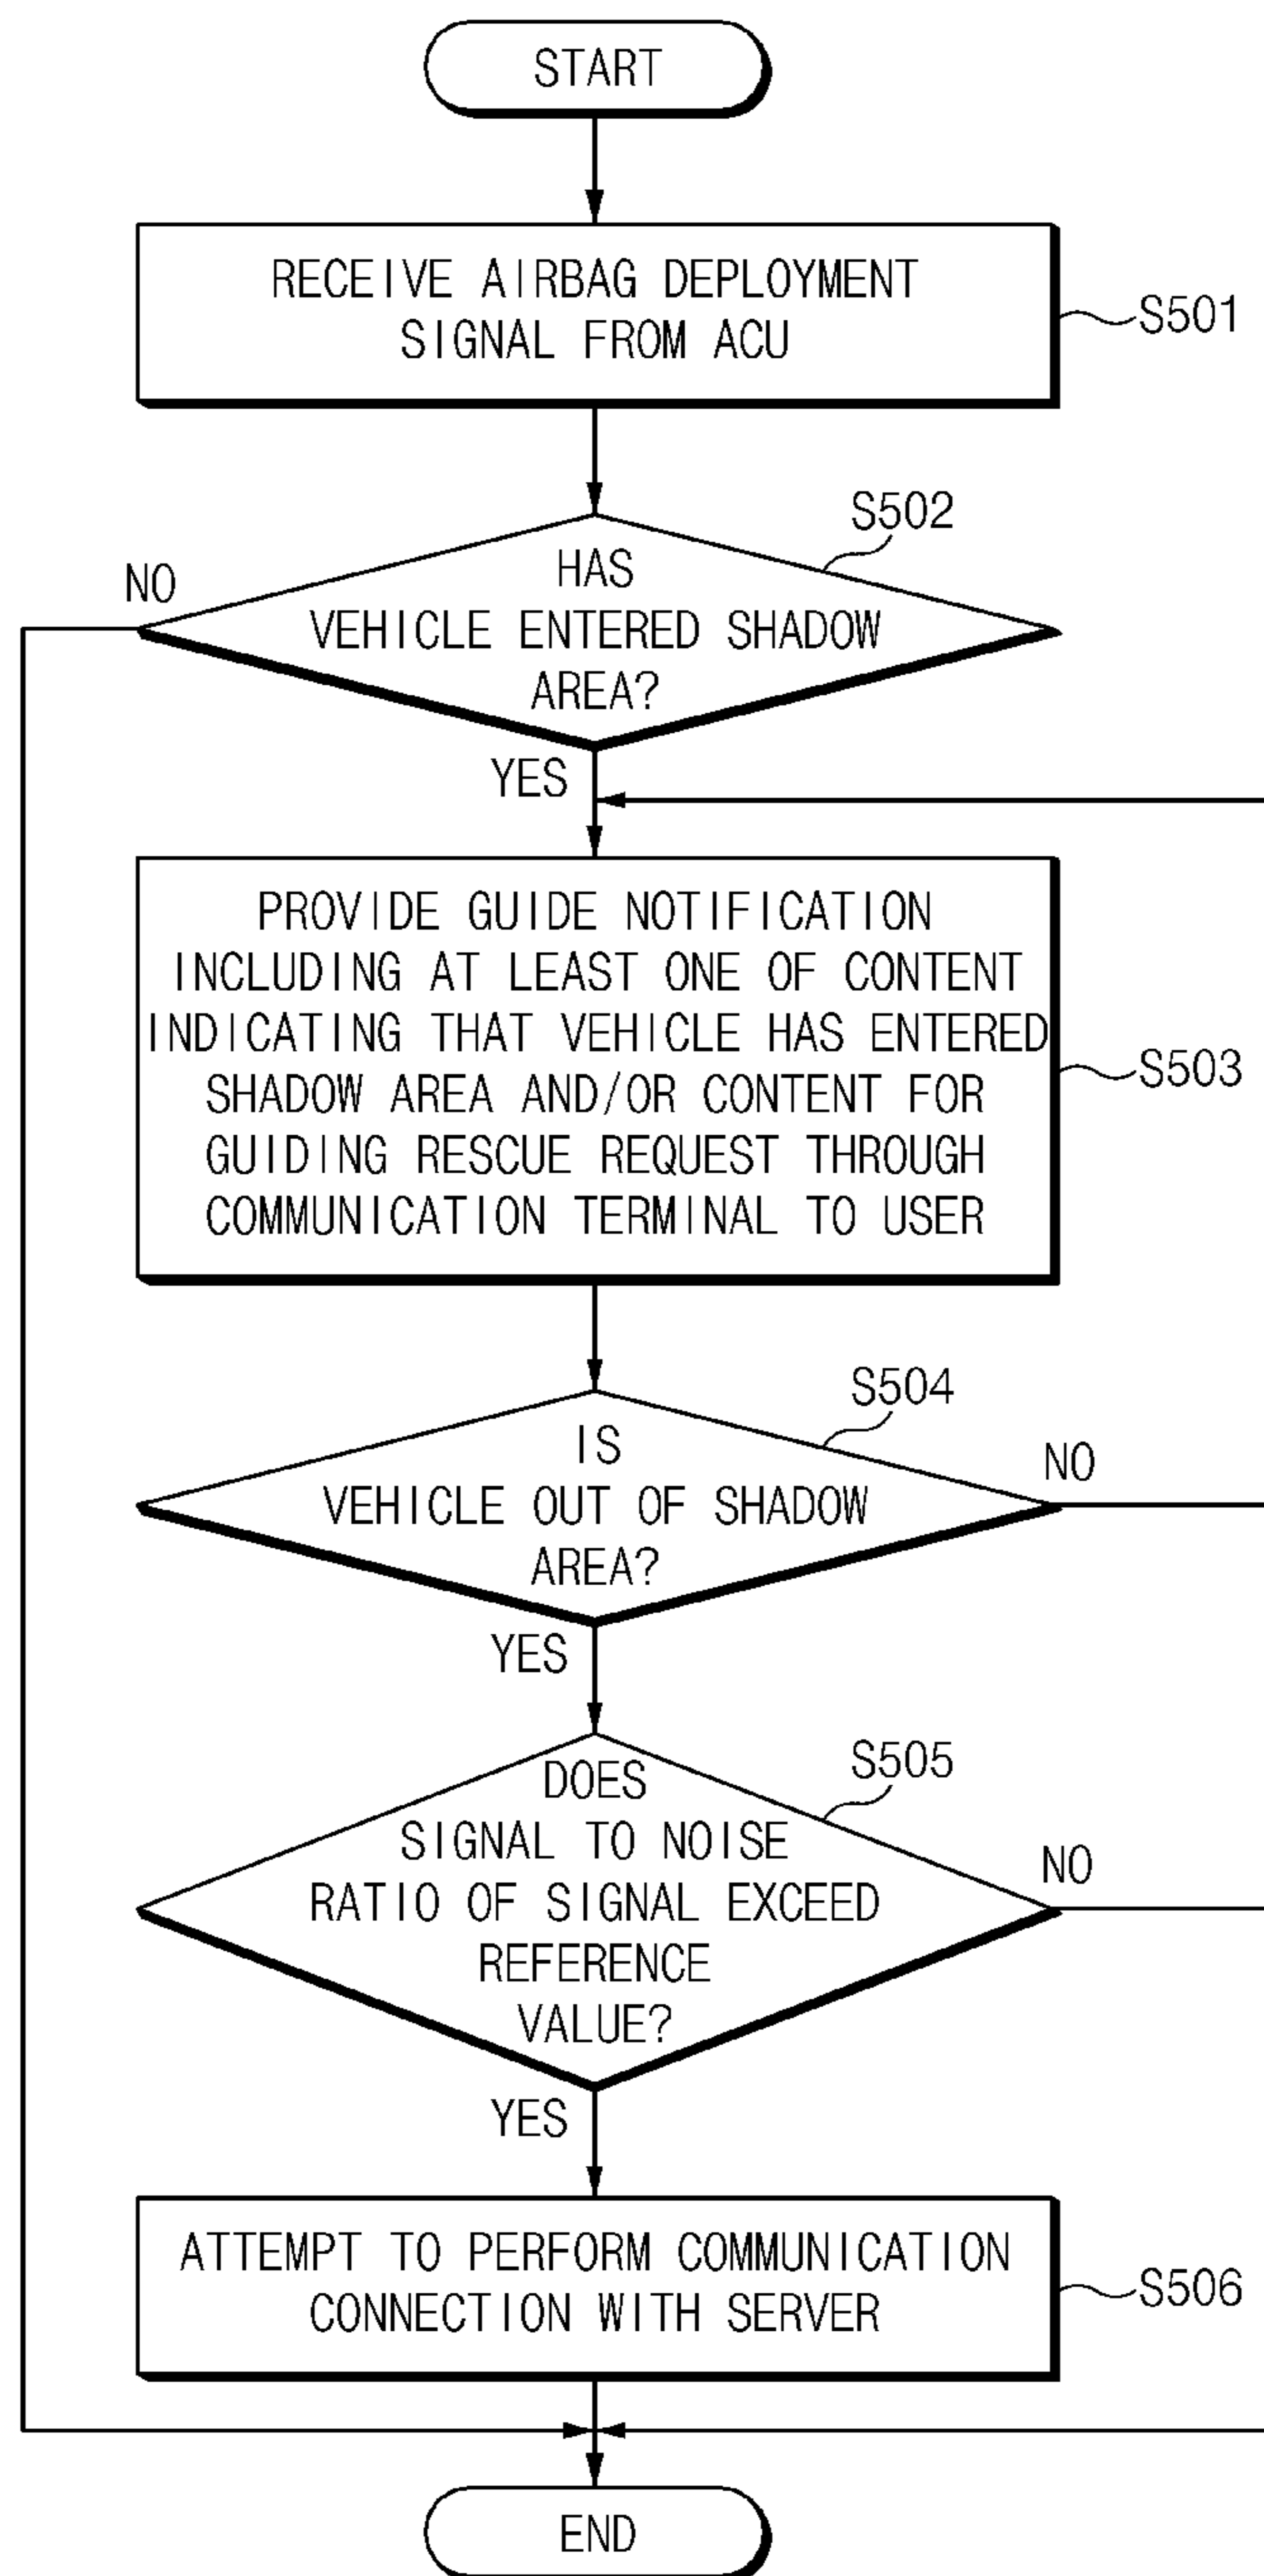 START
RECEIVE AIRBAG DEPLOYMENT
SIGNAL FROM ACU
S501
S502
HAS
VEHICLE ENTERED SHADOW
AREA?
NO
YES
PROVIDE GUIDE NOTIFICATION
INCLUDING AT LEAST ONE OF CONTENT
INDICATING THAT VEHICLE HAS ENTERED
SHADOW AREA AND/OR CONTENT FOR
GUIDING RESCUE REQUEST THROUGH
COMMUNICATION TERMINAL TO USER
S503
S504
IS
VEHICLE OUT OF SHADOW
AREA?
NO
YES
S505
DOES
SIGNAL TO NOISE
RATIO OF SIGNAL EXCEED
REFERENCE
VALUE?
NO
YES
ATTEMPT TO PERFORM COMMUNICATION
CONNECTION WITH SERVER
S506
END